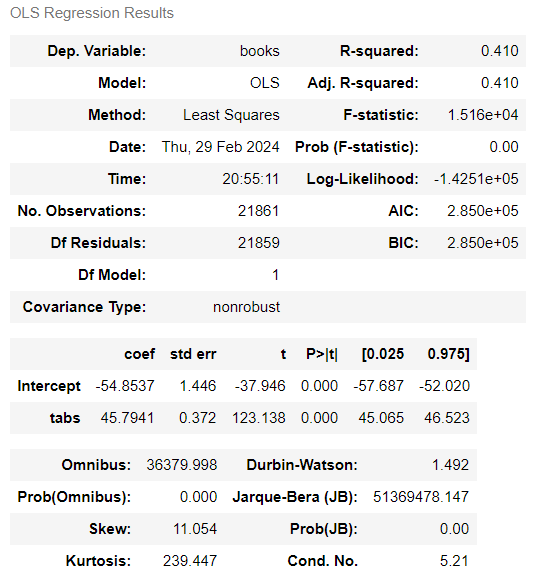 OLS Regression Results
Dep. Variable: books R-squared: 0.410
Model: OLS Adj. R-squared: 0.410
Method: Least Squares F-statistic: 1.516e+04
Date: Thu, 29 Feb 2024 Prob (F-statistic): 0.00
Time: 20:55:11 Log-Likelihood: -1.4251e+05
No. Observations: 21861 AIC: 2.850e+05
Df Residuals: 21859 BIC: 2.850e+05
Df Model: 1
Covariance Type: nonrobust
coef std err t P>|t| [0.025 0.975]
Intercept -54.8537 1.446 -37.946 0.000 -57.687 -52.020
tabs 45.7941 0.372 123.138 0.000 45.065 46.523
Omnibus: 36379.998 Durbin-Watson: 1.492
Prob(Omnibus): 0.000 Jarque-Bera (JB): 51369478.147
Skew: 11.054 Prob(JB): 0.00
Kurtosis: 239.447 Cond. No. 5.21